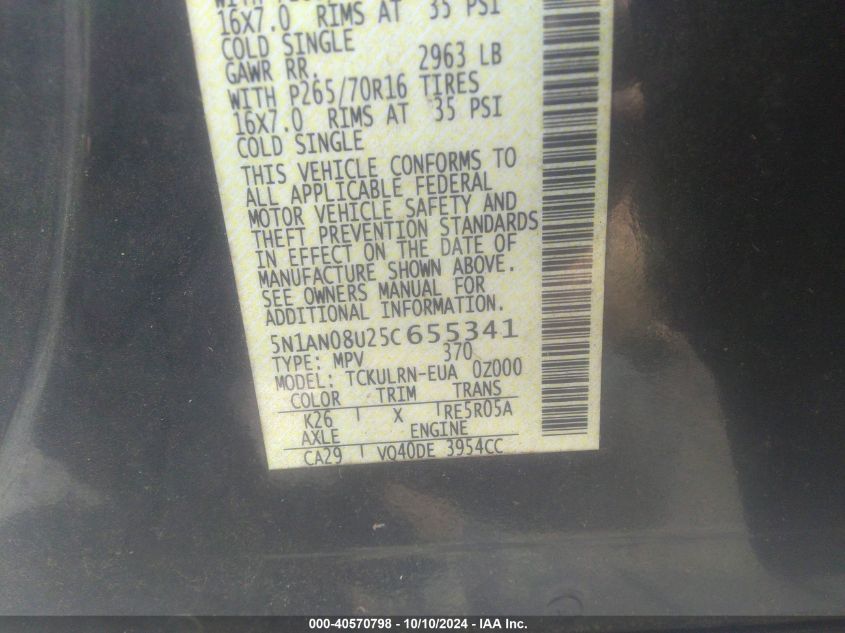 16X7.0 RIMS AT 35 PSI
COLD SINGLE
GAWR RR. 2963 LB
WITH P265/70R16 TIRES
16X7.0 RIMS AT 35 PSI
COLD SINGLE
THIS VEHICLE CONFORMS TO
ALL APPLICABLE FEDERAL
MOTOR VEHICLE SAFETY AND
THEFT PREVENTION STANDARDS
IN EFFECT ON THE DATE OF
MANUFACTURE SHOWN ABOVE.
SEE OWNERS MANUAL FOR
ADDITIONAL INFORMATION.
5N1AN08U25C655341
TYPE: MPV 370
MODEL: TCKULRN-EUA 0Z000
COLOR TRIM TRANS
K26 X RE5R05A
AXLE ENGINE
CA29 VQ40DE 3954CC
000-40570798 - 10/10/2024 - IAA Inc.